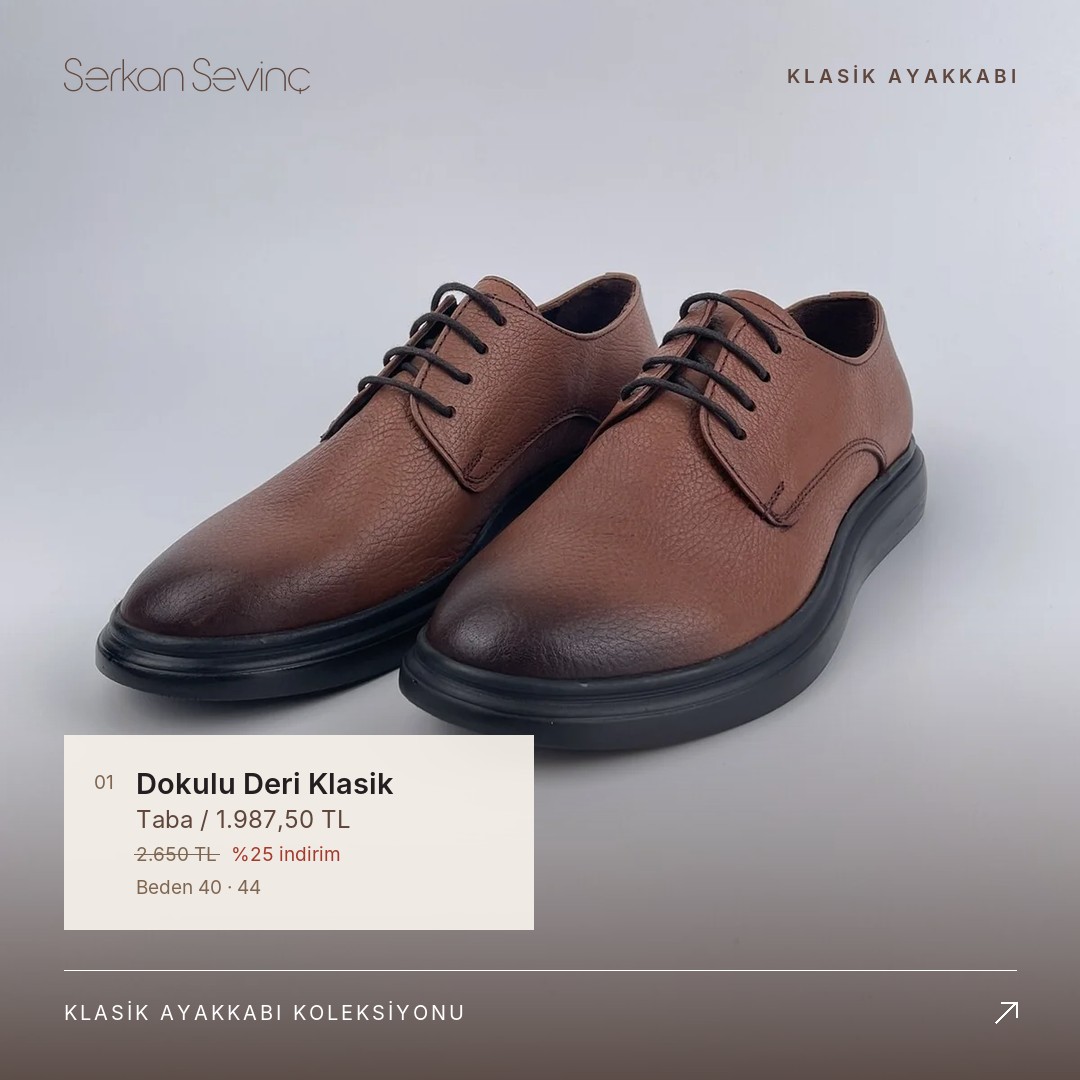 Serkan Sevinç
KLASİK AYAKKABI
01 Dokulu Deri Klasik
Taba / 1.987,50 TL
2.650 TL %25 indirim
Beden 40 · 44
KLASİK AYAKKABI KOLEKSİYONU